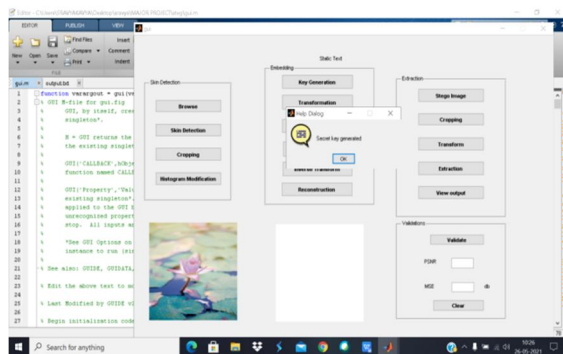 Editor - C:\Users\
EDITOR PUBLISH VIEW
gui
New Open Save Find Files Compare Print
Insert
Comment
Indent
FILE
gui.m × output.txt ×
1 function varargout = gui(va
2 % GUI M-file for gui.fig
3 % GUI, by itself, crea
4 % singleton*.
5 %
6 % H = GUI returns the
7 % the existing singlet
8 %
9 % GUI('CALLBACK',hObje
10 % function named CALL
11 %
12 % GUI('Property','Valu
13 % existing singleton*.
14 % applied to the GUI b
15 % unrecognized propert
16 % stop. All inputs a
17 %
18 % *See GUI Options on
19 % instance to run (sin
20 %
21 % See also: GUIDE, GUIDATA,
22
23 % Edit the above text to mo
24
25 % Last Modified by GUIDE v2
26
27 % Begin initialization code
Static Text
Skin Detection
Browse
Skin Detection
Cropping
Histogram Modification
Embedding
Key Generation
Transformation
Inverse Transform
Reconstruction
Help Dialog
Secret key generated
OK
Extraction
Stego Image
Cropping
Transform
Extraction
View output
Validations
Validate
PSNR
MSE db
Clear
Search for anything
10:26
26-05-2021